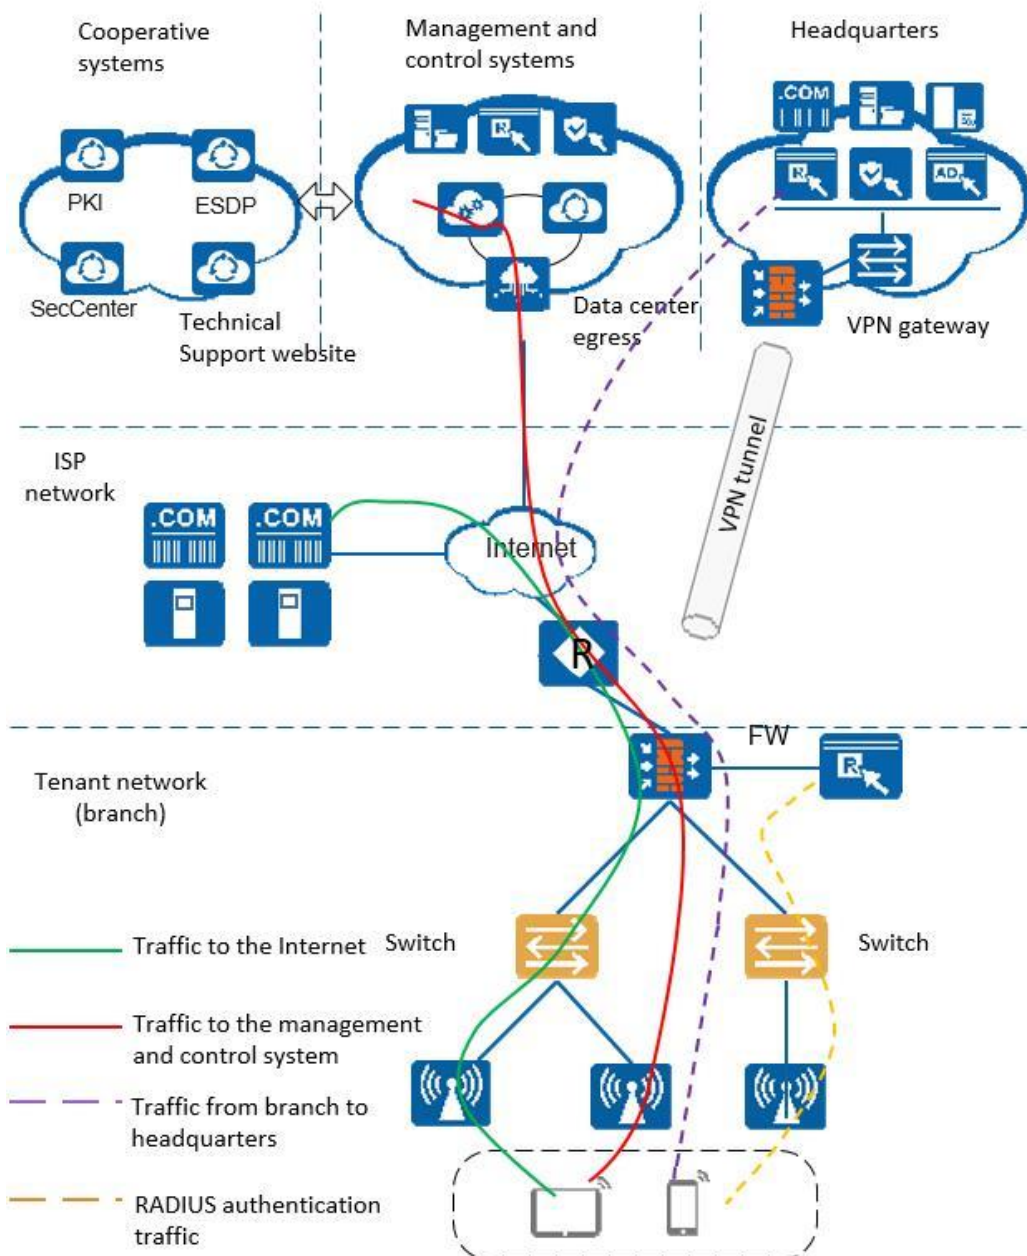 Cooperative
systems
Management and
control systems
Headquarters
.COM
R
R
AD
PKI
ESDP
SecCenter
Technical
Support website
Data center
egress
VPN gateway
VPN tunnel
ISP
network
.COM
.COM
Internet
R
FW
R
Tenant network
(branch)
Traffic to the Internet
Switch
Switch
Traffic to the management
and control system
Traffic from branch to
headquarters
RADIUS authentication
traffic